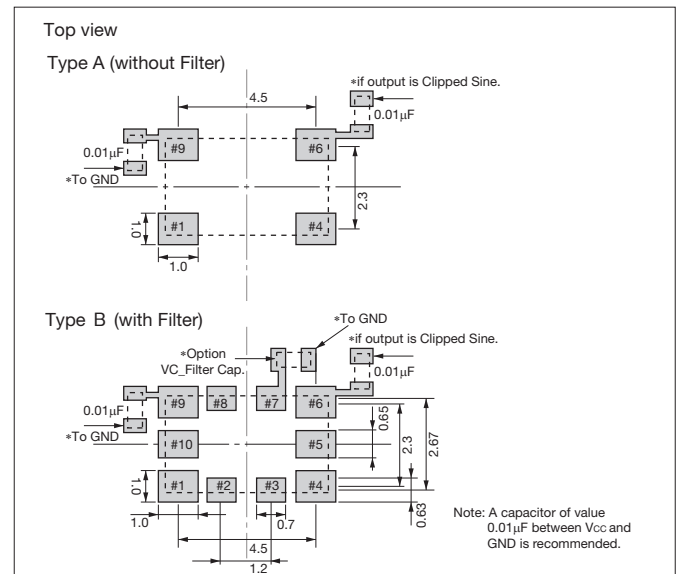 Top view
Type A (without Filter)
*if output is Clipped Sine.
4.5
0.01μF
0.01μF
#9
#6
*To GND
2.3
#1
#4
1.0
1.0
Type B (with Filter)
*To GND
*if output is Clipped Sine.
*Option
VC_Filter Cap.
0.01μF
0.01μF
#9
#8
#7
#6
*To GND
#10
#5
0.65
2.3
2.67
#1
#2
#3
#4
1.0
1.0
0.7
0.63
4.5
1.2
Note: A capacitor of value
0.01μF between Vcc and
GND is recommended.